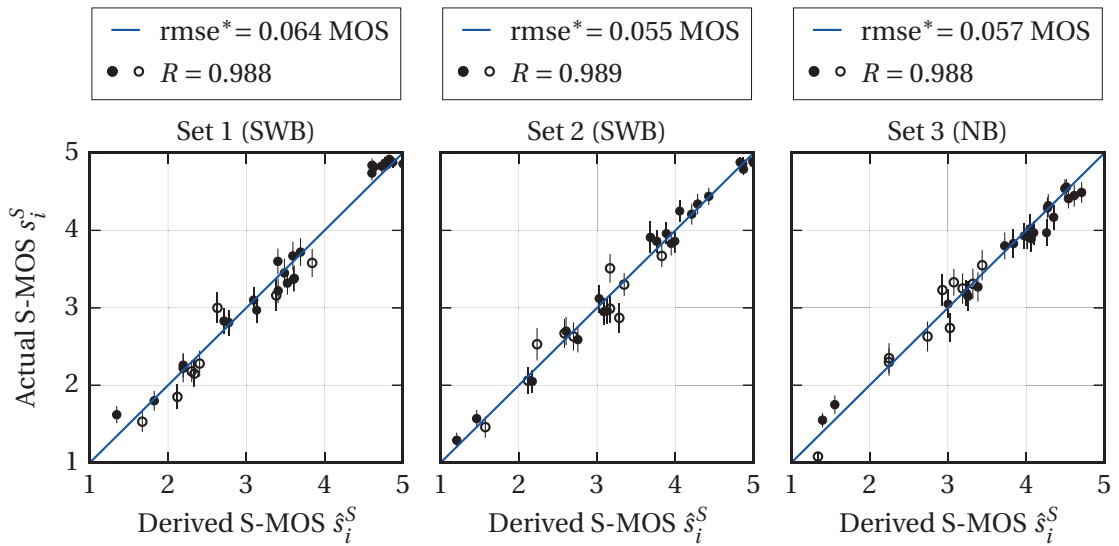 rmse* = 0.064 MOS
R = 0.988
rmse* = 0.055 MOS
R = 0.989
rmse* = 0.057 MOS
R = 0.988
Set 1 (SWB)
Set 2 (SWB)
Set 3 (NB)
Actual S-MOS s_i^S
5
4
3
2
1
1 2 3 4 5
1 2 3 4 5
1 2 3 4 5
Derived S-MOS ŝ_i^S
Derived S-MOS ŝ_i^S
Derived S-MOS ŝ_i^S